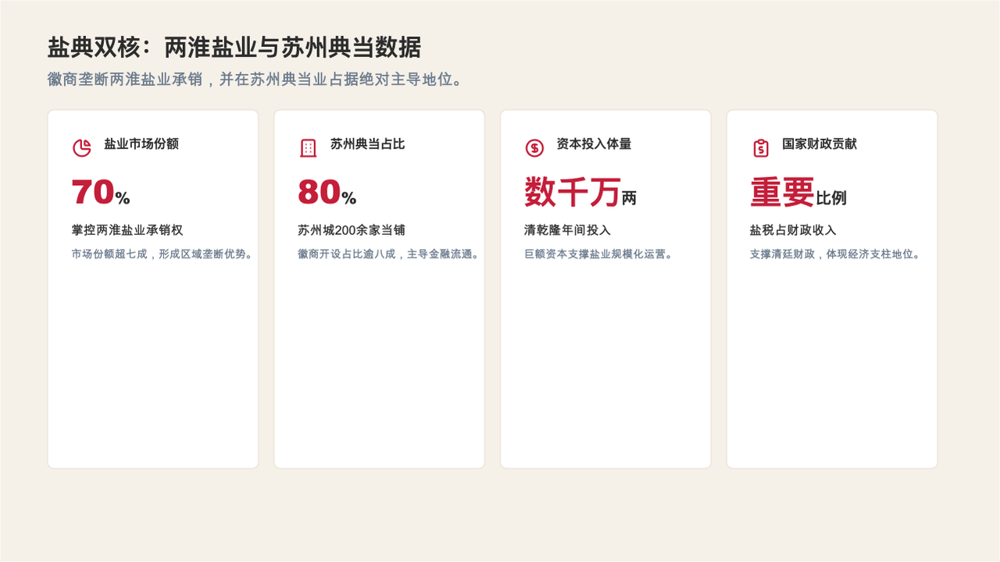 盐典双核：两淮盐业与苏州典当数据
徽商垄断两淮盐业承销，并在苏州典当业占据绝对主导地位。
盐业市场份额
70%
掌控两淮盐业承销权
市场份额超七成，形成区域垄断优势。
苏州典当占比
80%
苏州城200余家当铺
徽商开设占比逾八成，主导金融流通。
资本投入体量
数千万两
清乾隆年间投入
巨额资本支撑盐业规模化运营。
国家财政贡献
重要比例
盐税占财政收入
支撑清廷财政，体现经济支柱地位。